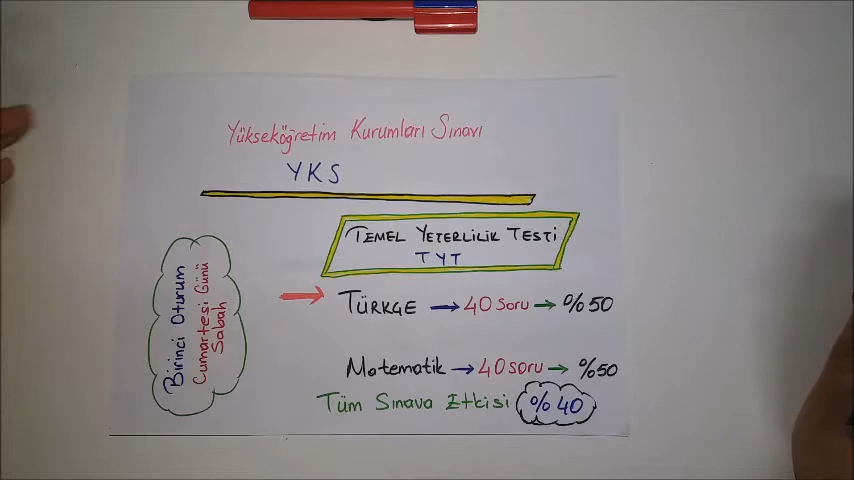 Yükseköğretim Kurumları Sınavı
YKS
TEMEL YETERLİLİK TESTİ
TYT
TÜRKÇE → 40 Soru → %50
Matematik → 40 soru → %50
Tüm Sınava Etkisi %40
Birinci Oturum
Cumartesi Günü
Sabah